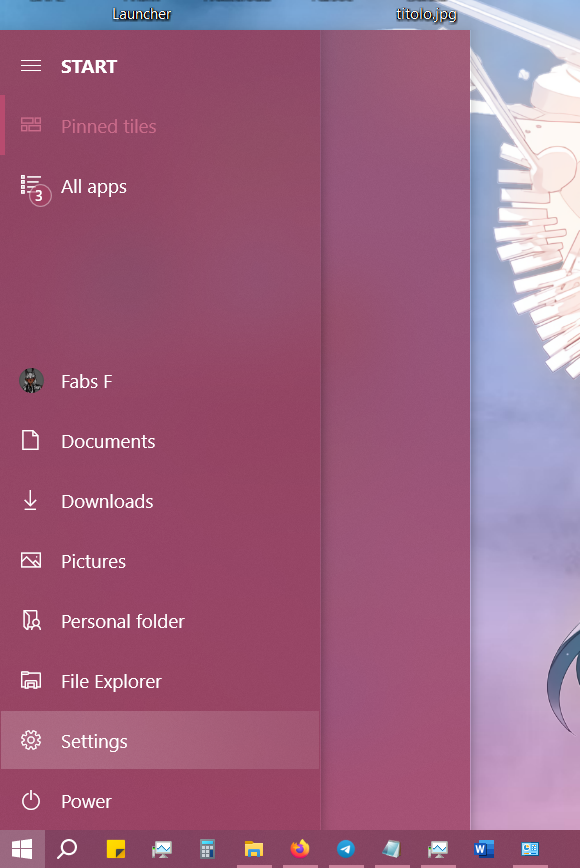 Launcher
titolo.jpg
START
Pinned tiles
All apps
3
Fabs F
Documents
Downloads
Pictures
Personal folder
File Explorer
Settings
Power
W